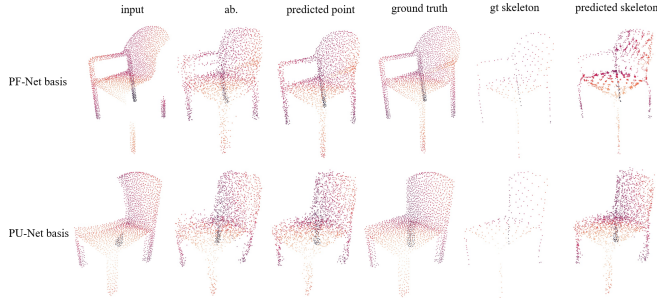 input ab. predicted point ground truth gt skeleton predicted skeleton
PF-Net basis
PU-Net basis